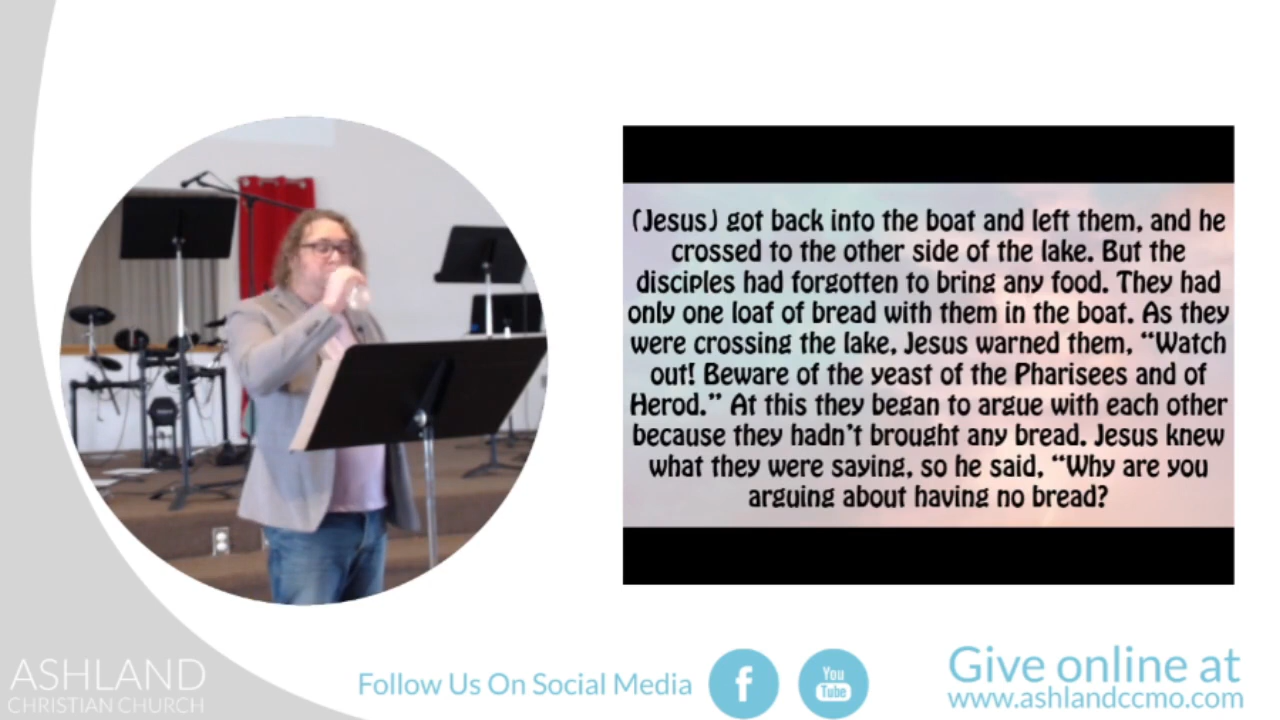 (Jesus) got back into the boat and left them, and he
crossed to the other side of the lake. But the
disciples had forgotten to bring any food. They had
only one loaf of bread with them in the boat. As they
were crossing the lake, Jesus warned them, “Watch
out! Beware of the yeast of the Pharisees and of
Herod.” At this they began to argue with each other
because they hadn’t brought any bread. Jesus knew
what they were saying, so he said, “Why are you
arguing about having no bread?
ASHLAND
CHRISTIAN CHURCH
Follow Us On Social Media
f
You
Tube
Give online at
www.ashlandccmo.com